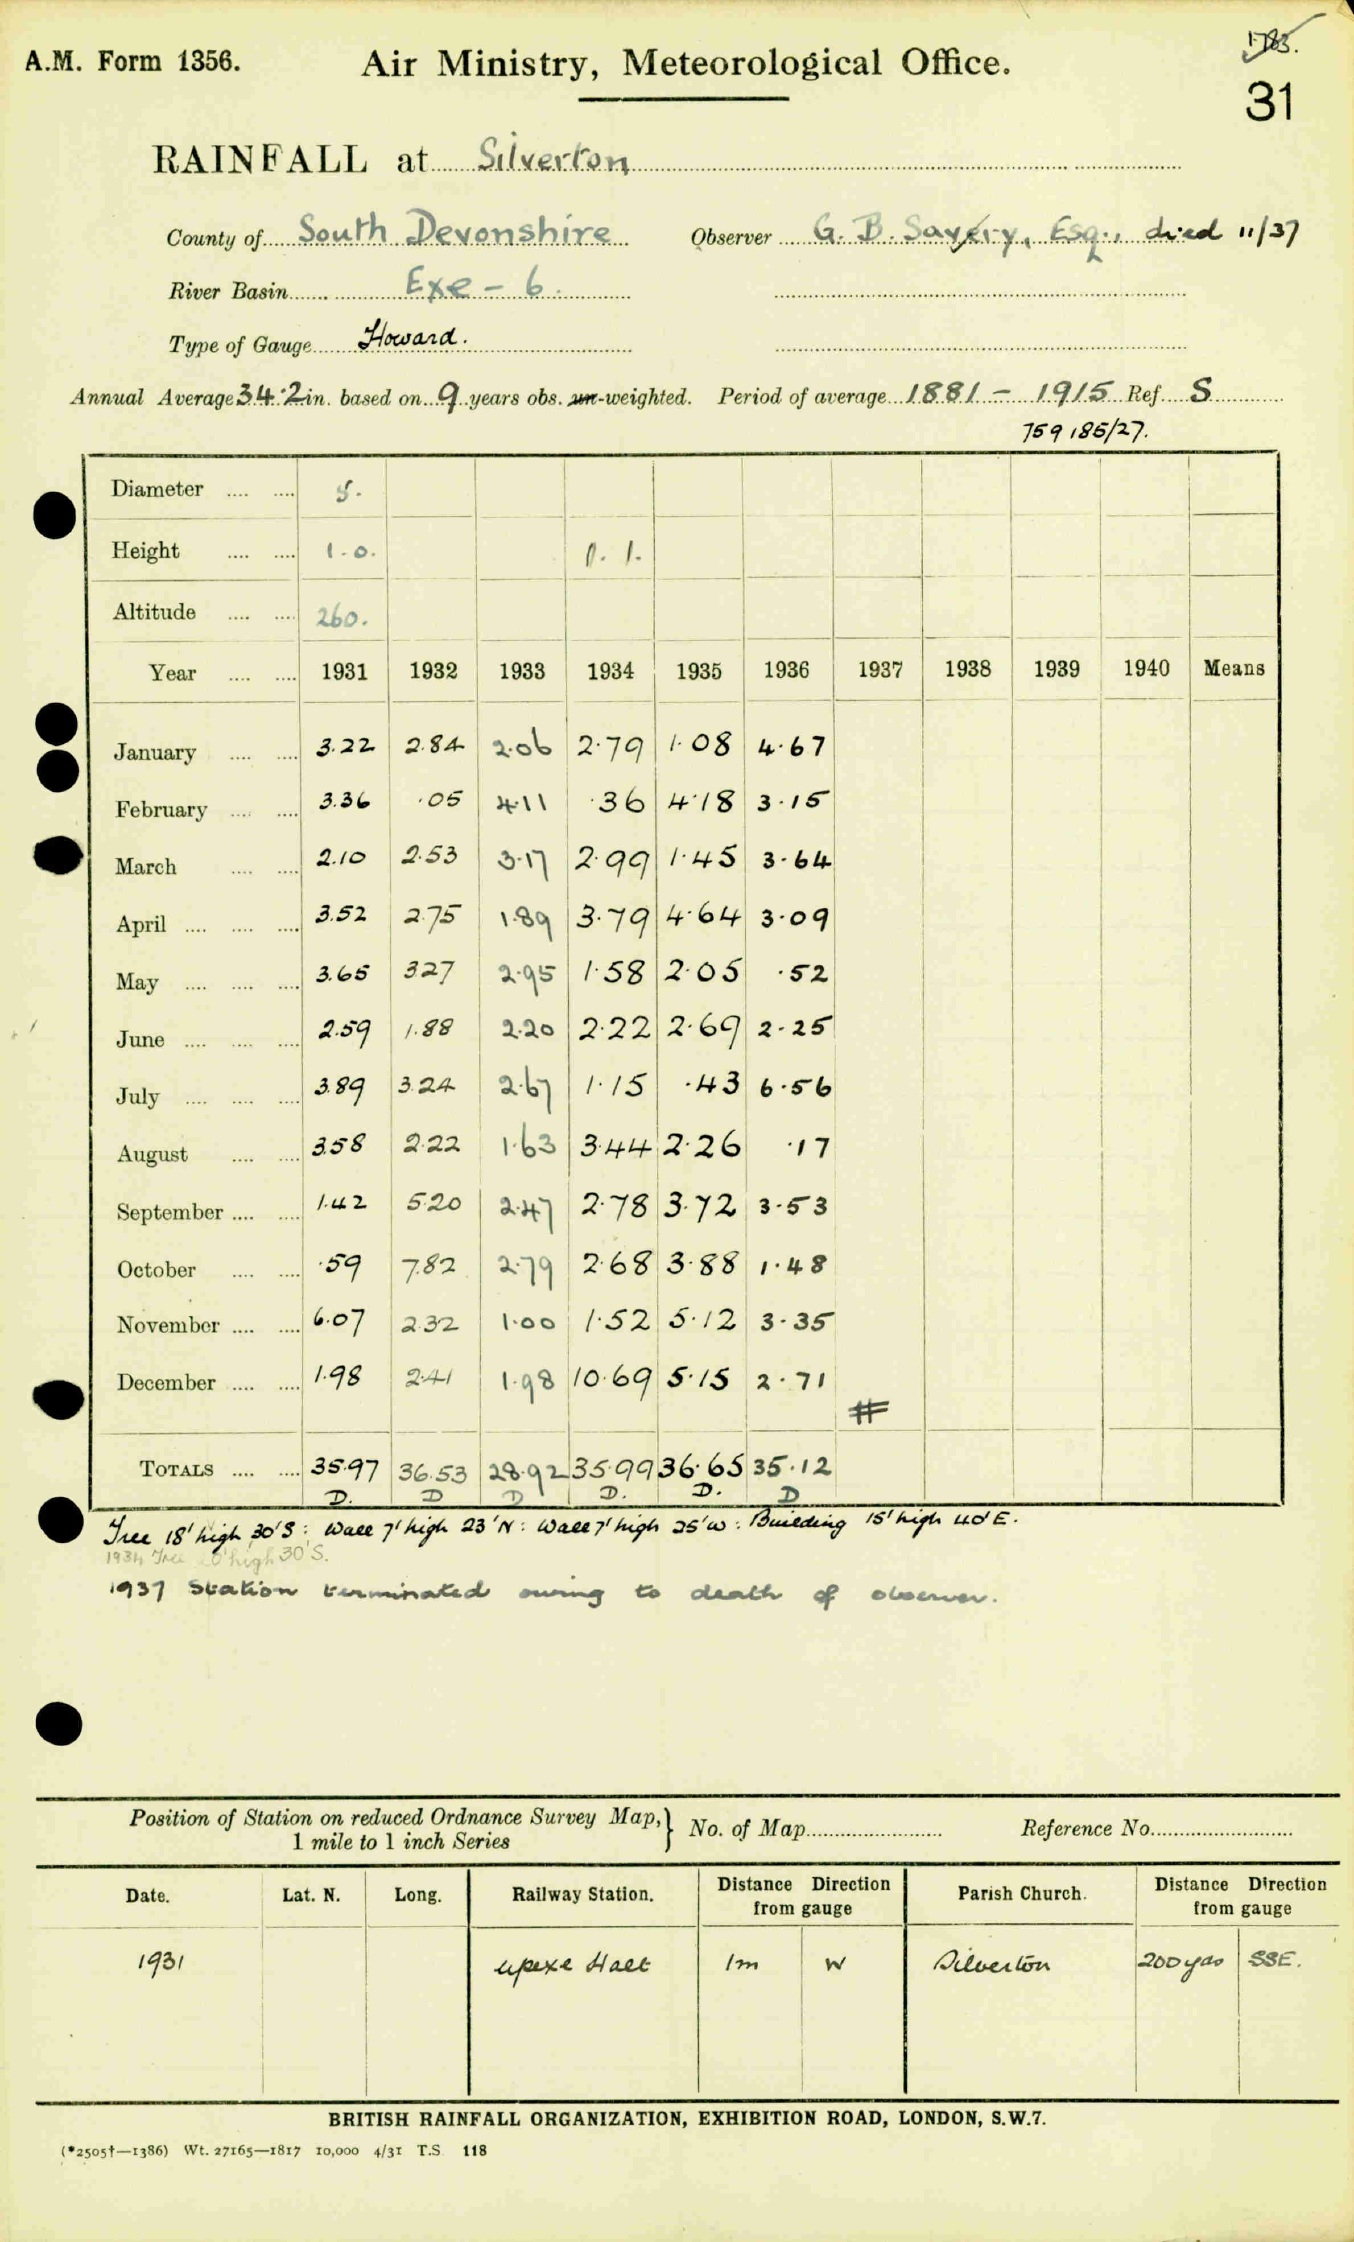 1783.
A.M. Form 1356. Air Ministry, Meteorological Office.
31
RAINFALL at Silverton
County of South Devonshire Observer G. B. Savery, Esq., died 11/37
River Basin Exe - 6.
Type of Gauge Howard.
Annual Average 34.2 in. based on 9 years obs. un-weighted. Period of average 1881 - 1915 Ref. S
759185/27.
Diameter .... .... 5.
Height .... .... 1.0. 1. 1.
Altitude .... .... 260.
Year .... .... 1931 1932 1933 1934 1935 1936 1937 1938 1939 1940 Means
January .... .... 3.22 2.84 2.06 2.79 1.08 4.67
February .... .... 3.36 .05 4.11 .36 4.18 3.15
March .... .... 2.10 2.53 3.17 2.99 1.45 3.64
April .... .... .... 3.52 2.75 1.89 3.79 4.64 3.09
May .... .... .... 3.65 3.27 2.95 1.58 2.05 .52
June .... .... .... 2.59 1.88 2.20 2.22 2.69 2.25
July .... .... .... 3.89 3.24 2.67 1.15 .43 6.56
August .... .... 3.58 2.22 1.63 3.44 2.26 .17
September .... .... 1.42 5.20 2.47 2.78 3.72 3.53
October .... .... .59 7.82 2.79 2.68 3.88 1.48
November .... .... 6.07 2.32 1.00 1.52 5.12 3.35
December .... .... 1.98 2.41 1.98 10.69 5.15 2.71
#
TOTALS .... .... 35.97 36.53 28.92 35.99 36.65 35.12
D. D D D. D. D
Tree 18' high 30'S: Wall 7' high 23'N: Wall 7' high 25'W: Building 15' high 40'E.
1934 Tree 20' high 30'S.
1937 Station terminated owing to death of observer.
Position of Station on reduced Ordnance Survey Map,} No. of Map Reference No.
1 mile to 1 inch Series
Date. Lat. N. Long. Railway Station. Distance Direction from gauge Parish Church. Distance Direction from gauge
1931 Upexe Halt 1m W Silverton 200 yds SSE.
BRITISH RAINFALL ORGANIZATION, EXHIBITION ROAD, LONDON, S.W.7.
(*2505†—1386) Wt. 27165—1817 10,000 4/31 T.S. 118